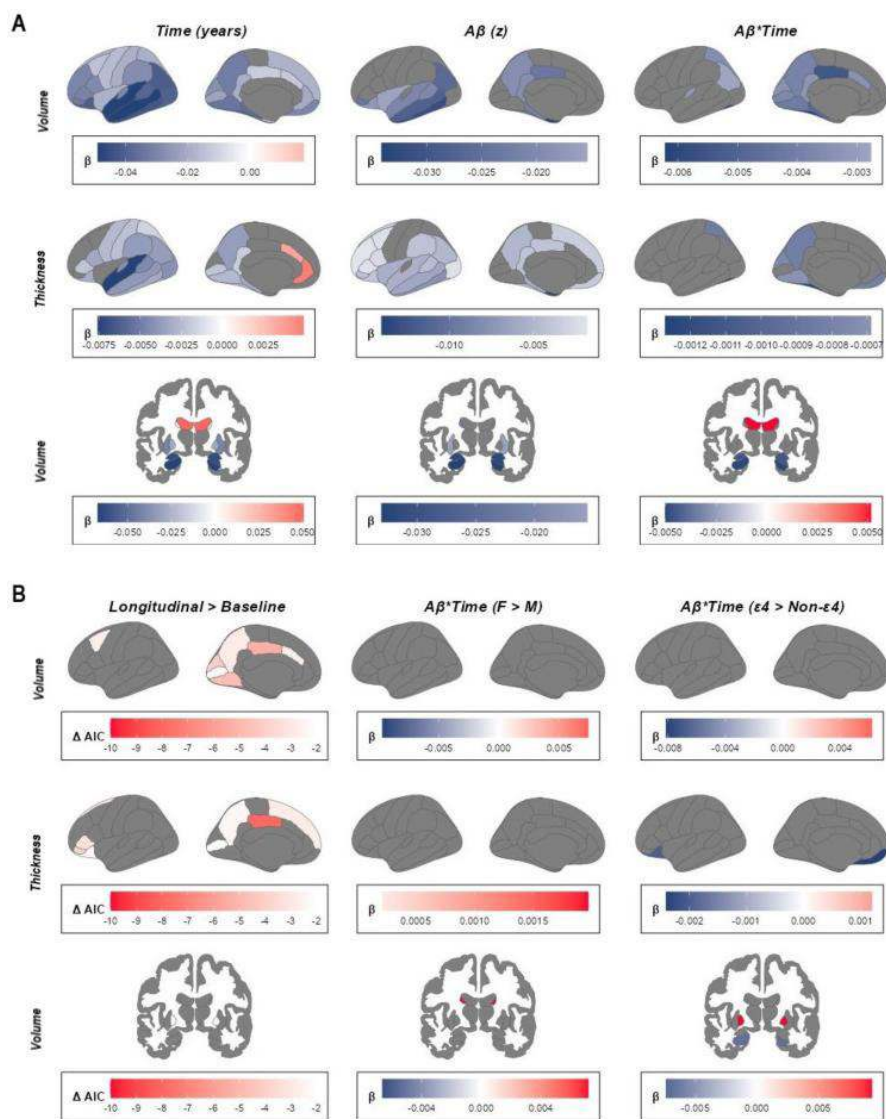 A
Time (years) Aβ (z) Aβ*Time
Volume
β -0.04 -0.02 0.00
β -0.030 -0.025 -0.020
β -0.006 -0.005 -0.004 -0.003
Thickness
β -0.0075 -0.0050 -0.0025 0.0000 0.0025
β -0.010 -0.005
β -0.0012 -0.0011 -0.0010 -0.0009 -0.0008 -0.0007
Volume
β -0.050 -0.025 0.000 0.025 0.050
β -0.030 -0.025 -0.020
β -0.0050 -0.0025 0.0000 0.0025 0.0050
B
Longitudinal > Baseline Aβ*Time (F > M) Aβ*Time (ε4 > Non-ε4)
Volume
Δ AIC -10 -9 -8 -7 -6 -5 -4 -3 -2
β -0.005 0.000 0.005
β -0.008 -0.004 0.000 0.004
Thickness
Δ AIC -10 -9 -8 -7 -6 -5 -4 -3 -2
β 0.0005 0.0010 0.0015
β -0.002 -0.001 0.000 0.001
Volume
Δ AIC -10 -9 -8 -7 -6 -5 -4 -3 -2
β -0.004 0.000 0.004
β -0.005 0.000 0.005